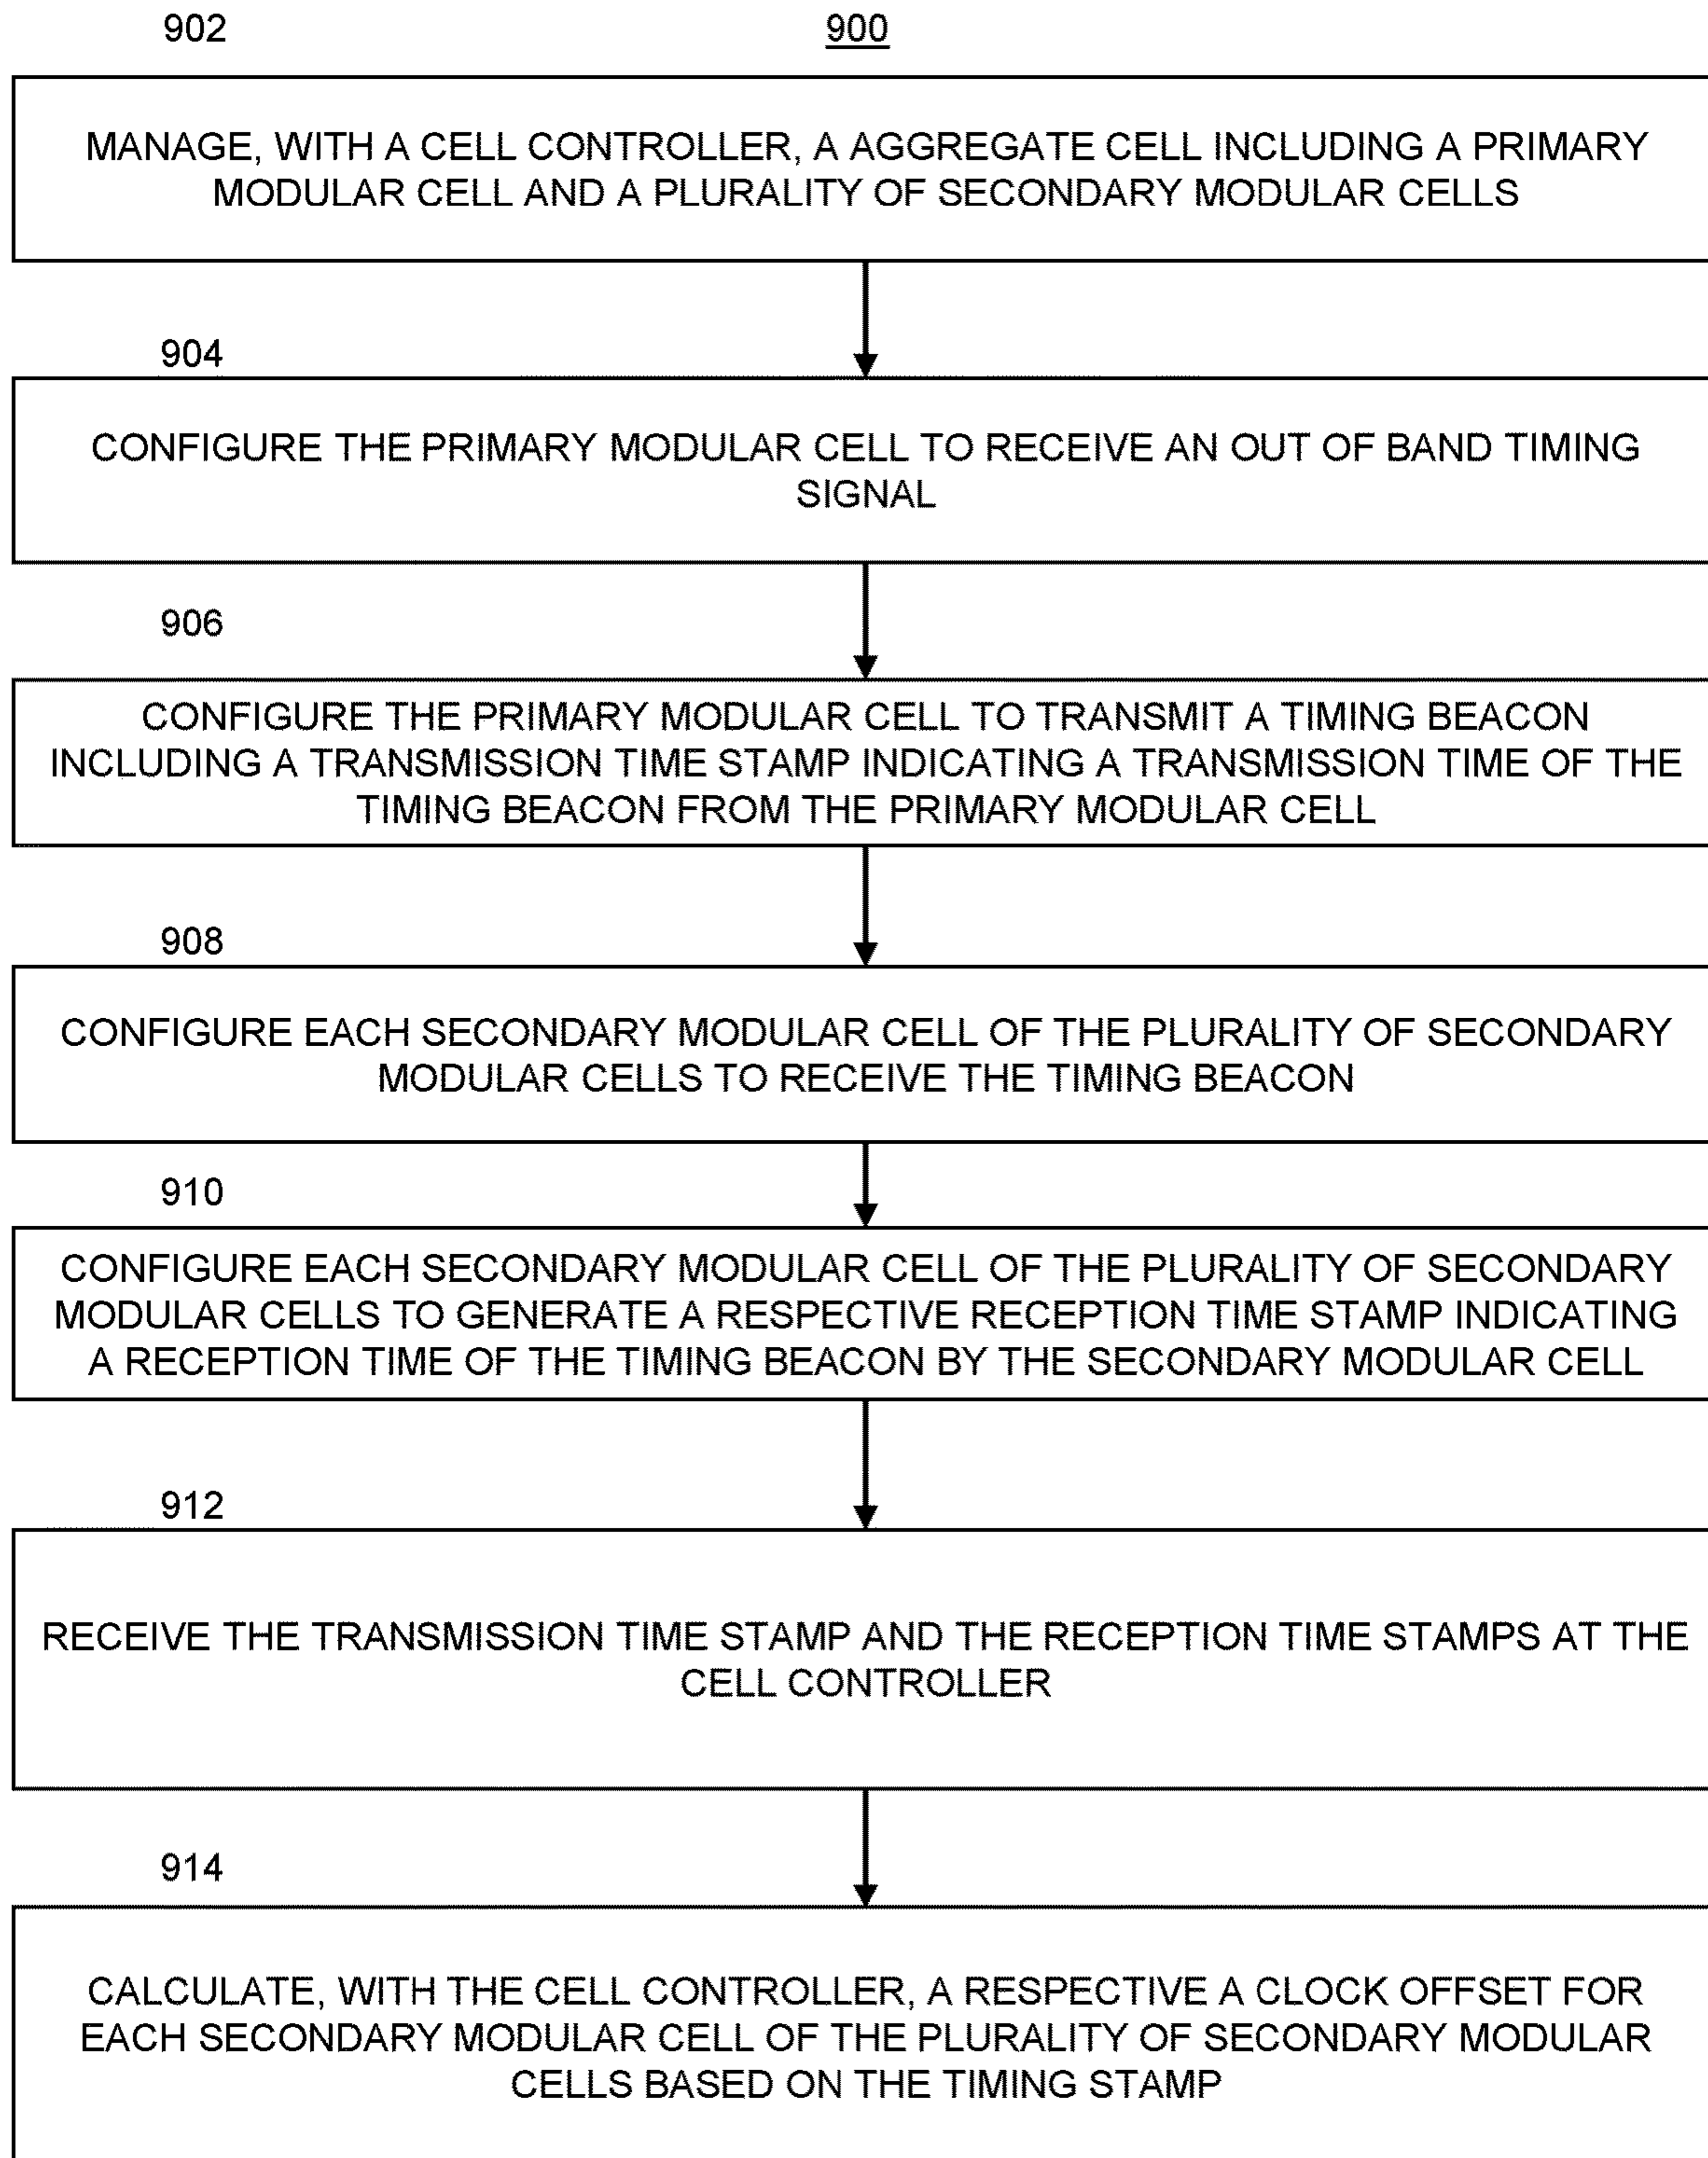 902
900
MANAGE, WITH A CELL CONTROLLER, A AGGREGATE CELL INCLUDING A PRIMARY
MODULAR CELL AND A PLURALITY OF SECONDARY MODULAR CELLS
904
CONFIGURE THE PRIMARY MODULAR CELL TO RECEIVE AN OUT OF BAND TIMING
SIGNAL
906
CONFIGURE THE PRIMARY MODULAR CELL TO TRANSMIT A TIMING BEACON
INCLUDING A TRANSMISSION TIME STAMP INDICATING A TRANSMISSION TIME OF THE
TIMING BEACON FROM THE PRIMARY MODULAR CELL
908
CONFIGURE EACH SECONDARY MODULAR CELL OF THE PLURALITY OF SECONDARY
MODULAR CELLS TO RECEIVE THE TIMING BEACON
910
CONFIGURE EACH SECONDARY MODULAR CELL OF THE PLURALITY OF SECONDARY
MODULAR CELLS TO GENERATE A RESPECTIVE RECEPTION TIME STAMP INDICATING
A RECEPTION TIME OF THE TIMING BEACON BY THE SECONDARY MODULAR CELL
912
RECEIVE THE TRANSMISSION TIME STAMP AND THE RECEPTION TIME STAMPS AT THE
CELL CONTROLLER
914
CALCULATE, WITH THE CELL CONTROLLER, A RESPECTIVE A CLOCK OFFSET FOR
EACH SECONDARY MODULAR CELL OF THE PLURALITY OF SECONDARY MODULAR
CELLS BASED ON THE TIMING STAMP